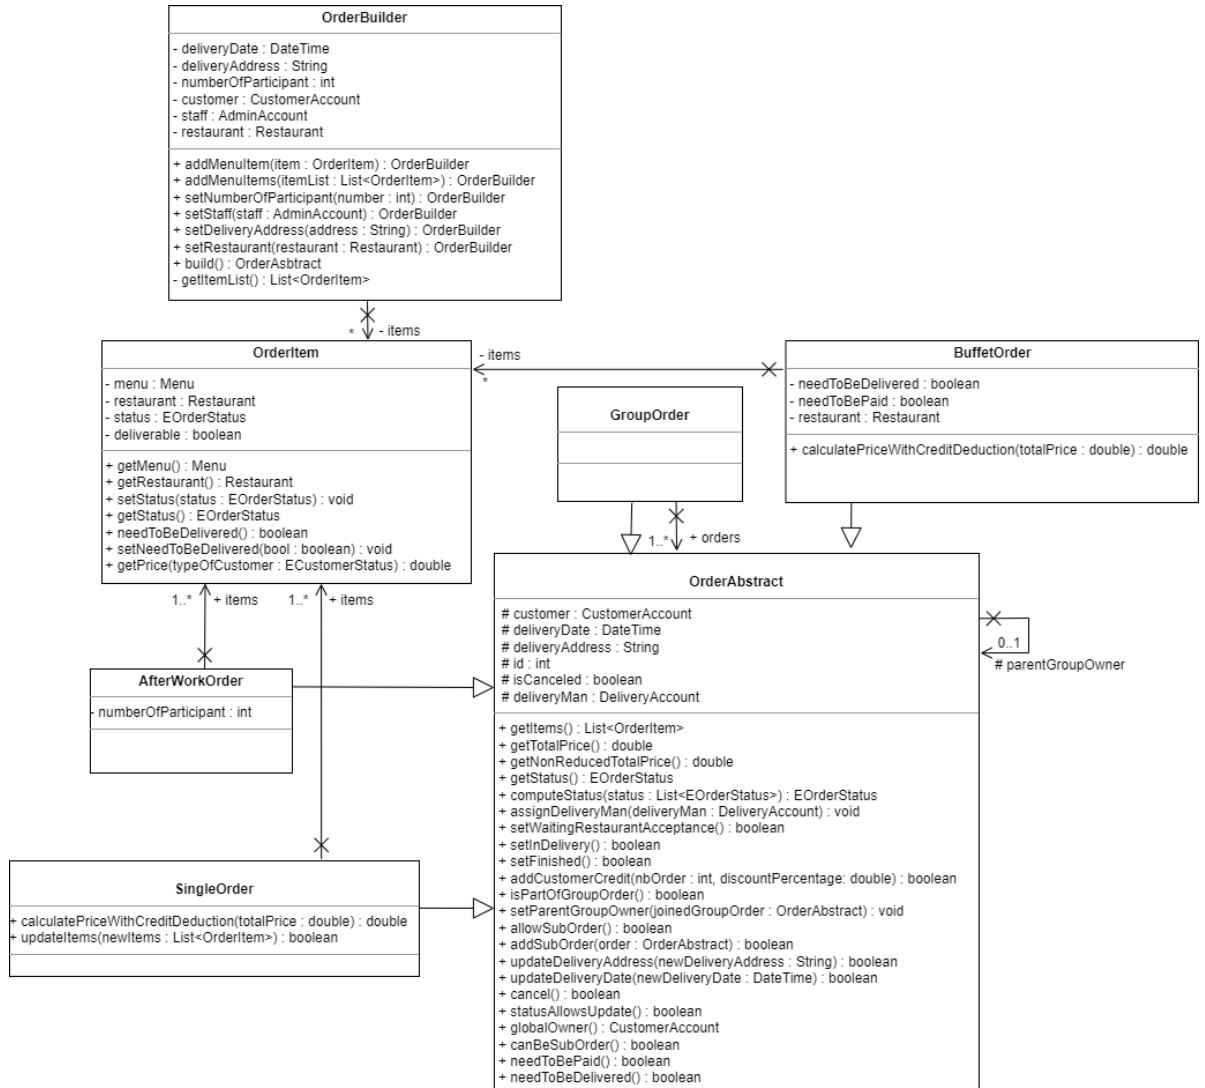 OrderBuilder
- deliveryDate : DateTime
- deliveryAddress : String
- numberOfParticipant : int
- customer : CustomerAccount
- staff : AdminAccount
- restaurant : Restaurant
+ addMenuItem(item : OrderItem) : OrderBuilder
+ addMenuItems(itemList : List<OrderItem>) : OrderBuilder
+ setNumberOfParticipant(number : int) : OrderBuilder
+ setStaff(staff : AdminAccount) : OrderBuilder
+ setDeliveryAddress(address : String) : OrderBuilder
+ setRestaurant(restaurant : Restaurant) : OrderBuilder
+ build() : OrderAsbtract
- getItemList() : List<OrderItem>
* - items
OrderItem
- menu : Menu
- restaurant : Restaurant
- status : EOrderStatus
- deliverable : boolean
+ getMenu() : Menu
+ getRestaurant() : Restaurant
+ setStatus(status : EOrderStatus) : void
+ getStatus() : EOrderStatus
+ needToBeDelivered() : boolean
+ setNeedToBeDelivered(bool : boolean) : void
+ getPrice(typeOfCustomer : ECustomerStatus) : double
- items
*
BuffetOrder
- needToBeDelivered : boolean
- needToBePaid : boolean
- restaurant : Restaurant
+ calculatePriceWithCreditDeduction(totalPrice : double) : double
GroupOrder
1..* + orders
1..* + items
1..* + items
AfterWorkOrder
- numberOfParticipant : int
SingleOrder
+ calculatePriceWithCreditDeduction(totalPrice : double) : double
+ updateItems(newItems : List<OrderItem>) : boolean
OrderAbstract
# customer : CustomerAccount
# deliveryDate : DateTime
# deliveryAddress : String
# id : int
# isCanceled : boolean
# deliveryMan : DeliveryAccount
+ getItems() : List<OrderItem>
+ getTotalPrice() : double
+ getNonReducedTotalPrice() : double
+ getStatus() : EOrderStatus
+ computeStatus(status : List<EOrderStatus>) : EOrderStatus
+ assignDeliveryMan(deliveryMan : DeliveryAccount) : void
+ setWaitingRestaurantAcceptance() : boolean
+ setInDelivery() : boolean
+ setFinished() : boolean
+ addCustomerCredit(nbOrder : int, discountPercentage: double) : boolean
+ isPartOfGroupOrder() : boolean
+ setParentGroupOwner(joinedGroupOrder : OrderAbstract) : void
+ allowSubOrder() : boolean
+ addSubOrder(order : OrderAbstract) : boolean
+ updateDeliveryAddress(newDeliveryAddress : String) : boolean
+ updateDeliveryDate(newDeliveryDate : DateTime) : boolean
+ cancel() : boolean
+ statusAllowsUpdate() : boolean
+ globalOwner() : CustomerAccount
+ canBeSubOrder() : boolean
+ needToBePaid() : boolean
+ needToBeDelivered() : boolean
0..1
# parentGroupOwner